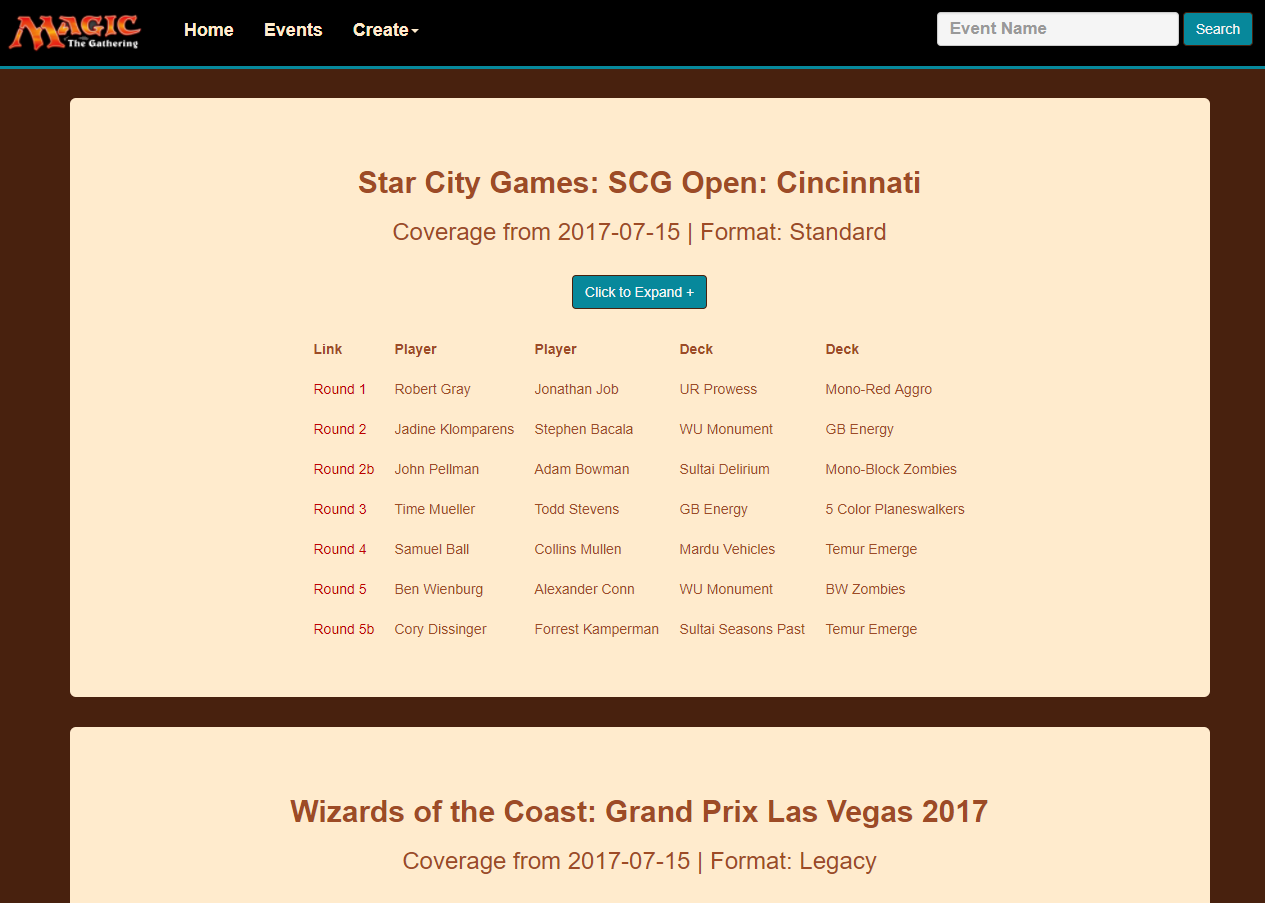 MAGIC
The Gathering
Home Events Create
Event Name Search
Star City Games: SCG Open: Cincinnati
Coverage from 2017-07-15 | Format: Standard
Click to Expand +
Link Player Player Deck Deck
Round 1 Robert Gray Jonathan Job UR Prowess Mono-Red Aggro
Round 2 Jadine Klomparens Stephen Bacala WU Monument GB Energy
Round 2b John Pellman Adam Bowman Sultai Delirium Mono-Block Zombies
Round 3 Time Mueller Todd Stevens GB Energy 5 Color Planeswalkers
Round 4 Samuel Ball Collins Mullen Mardu Vehicles Temur Emerge
Round 5 Ben Wienburg Alexander Conn WU Monument BW Zombies
Round 5b Cory Dissinger Forrest Kamperman Sultai Seasons Past Temur Emerge
Wizards of the Coast: Grand Prix Las Vegas 2017
Coverage from 2017-07-15 | Format: Legacy